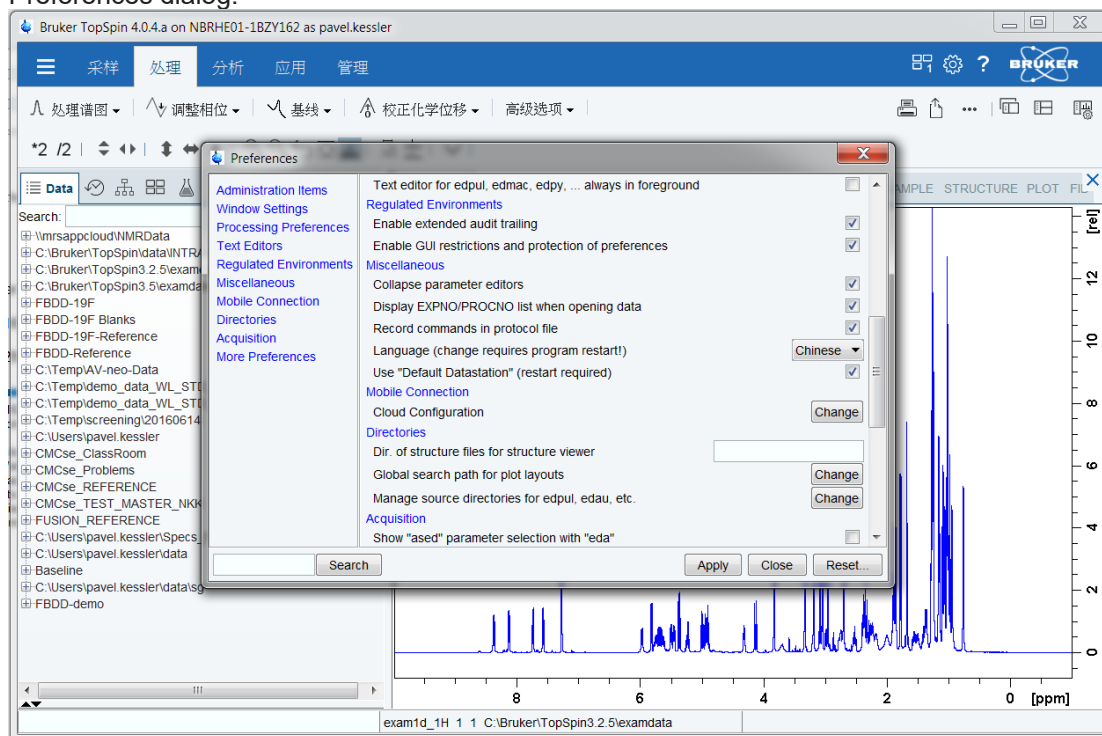 Preferences dialog:
Bruker TopSpin 4.0.4.a on NBRHE01-1BZY162 as pavel.kessler
采样 处理 分析 应用 管理
? BRUKER
处理谱图 调整相位 基线 校正化学位移 高级选项 ...
*2 /2
Preferences
Data
AMPLE STRUCTURE PLOT
Search:
\\mrsappcloud\NMRData
C:\Bruker\TopSpin\data\INTRA
C:\Bruker\TopSpin3.2.5\exam
C:\Bruker\TopSpin3.5\examda
FBDD-19F
FBDD-19F Blanks
FBDD-19F-Reference
FBDD-Reference
C:\Temp\AV-neo-Data
C:\Temp\demo_data_WL_STD
C:\Temp\demo_data_WL_STD
C:\Temp\screening\20160614
C:\Users\pavel.kessler
CMCse_ClassRoom
CMCse_Problems
CMCse_REFERENCE
CMCse_TEST_MASTER_NKK
FUSION_REFERENCE
C:\Users\pavel.kessler\Specs_
C:\Users\pavel.kessler\data
Baseline
C:\Users\pavel.kessler\data\sg
FBDD-demo
Administration Items
Window Settings
Processing Preferences
Text Editors
Regulated Environments
Miscellaneous
Mobile Connection
Directories
Acquisition
More Preferences
Text editor for edpul, edmac, edpy, ... always in foreground
Regulated Environments
Enable extended audit trailing
Enable GUI restrictions and protection of preferences
Miscellaneous
Collapse parameter editors
Display EXPNO/PROCNO list when opening data
Record commands in protocol file
Language (change requires program restart!) Chinese
Use "Default Datastation" (restart required)
Mobile Connection
Cloud Configuration Change
Directories
Dir. of structure files for structure viewer
Global search path for plot layouts Change
Manage source directories for edpul, edau, etc. Change
Acquisition
Show "ased" parameter selection with "eda"
Search Apply Close Reset...
[rel]
12
10
8
6
4
2
0
8 6 4 2 0 [ppm]
exam1d_1H 1 1 C:\Bruker\TopSpin3.2.5\examdata